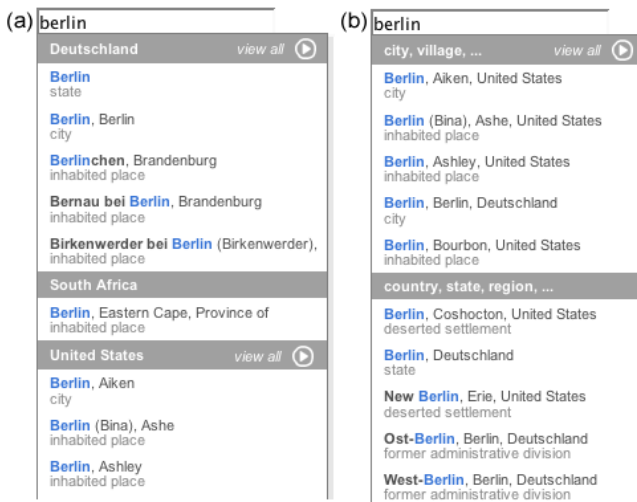 (a) berlin
Deutschland view all
Berlin
state
Berlin, Berlin
city
Berlinchen, Brandenburg
inhabited place
Bernau bei Berlin, Brandenburg
inhabited place
Birkenwerder bei Berlin (Birkenwerder),
inhabited place
South Africa
Berlin, Eastern Cape, Province of
inhabited place
United States view all
Berlin, Aiken
city
Berlin (Bina), Ashe
inhabited place
Berlin, Ashley
inhabited place
(b) berlin
city, village, ... view all
Berlin, Aiken, United States
city
Berlin (Bina), Ashe, United States
inhabited place
Berlin, Ashley, United States
inhabited place
Berlin, Berlin, Deutschland
city
Berlin, Bourbon, United States
inhabited place
country, state, region, ...
Berlin, Coshocton, United States
deserted settlement
Berlin, Deutschland
state
New Berlin, Erie, United States
deserted settlement
Ost-Berlin, Berlin, Deutschland
former administrative division
West-Berlin, Berlin, Deutschland
former administrative division